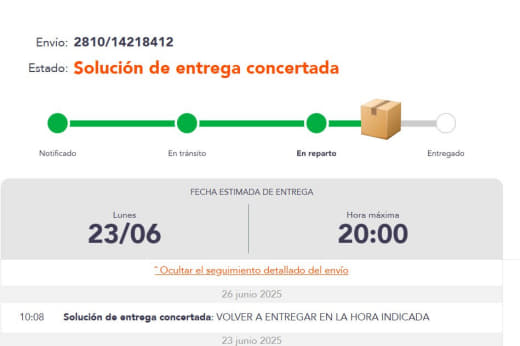 Envío: 2810/14218412
Estado: Solución de entrega concertada
Notificado En tránsito En reparto Entregado
FECHA ESTIMADA DE ENTREGA
Lunes Hora máxima
23/06 20:00
ˆ Ocultar el seguimiento detallado del envío
26 junio 2025
10:08 Solución de entrega concertada: VOLVER A ENTREGAR EN LA HORA INDICADA
23 junio 2025